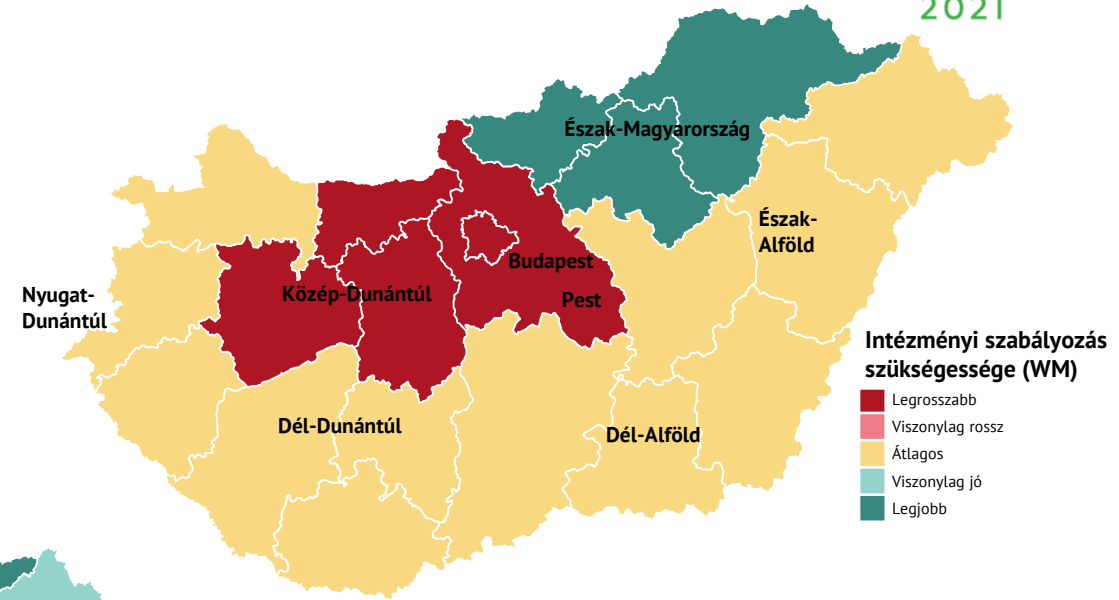 2021
Észak-Magyarország
Észak-
Alföld
Budapest
Pest
Közép-Dunántúl
Nyugat-
Dunántúl
Dél-Dunántúl
Dél-Alföld
Intézményi szabályozás
szükségessége (WM)
Legrosszabb
Viszonylag rossz
Átlagos
Viszonylag jó
Legjobb